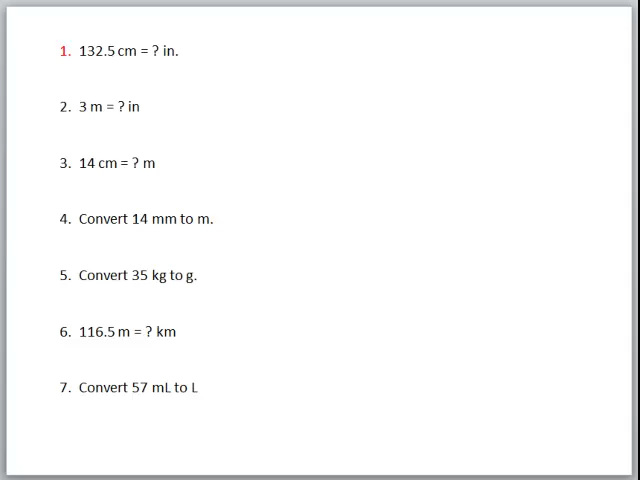 1. 132.5 cm = ? in.
2. 3 m = ? in
3. 14 cm = ? m
4. Convert 14 mm to m.
5. Convert 35 kg to g.
6. 116.5 m = ? km
7. Convert 57 mL to L